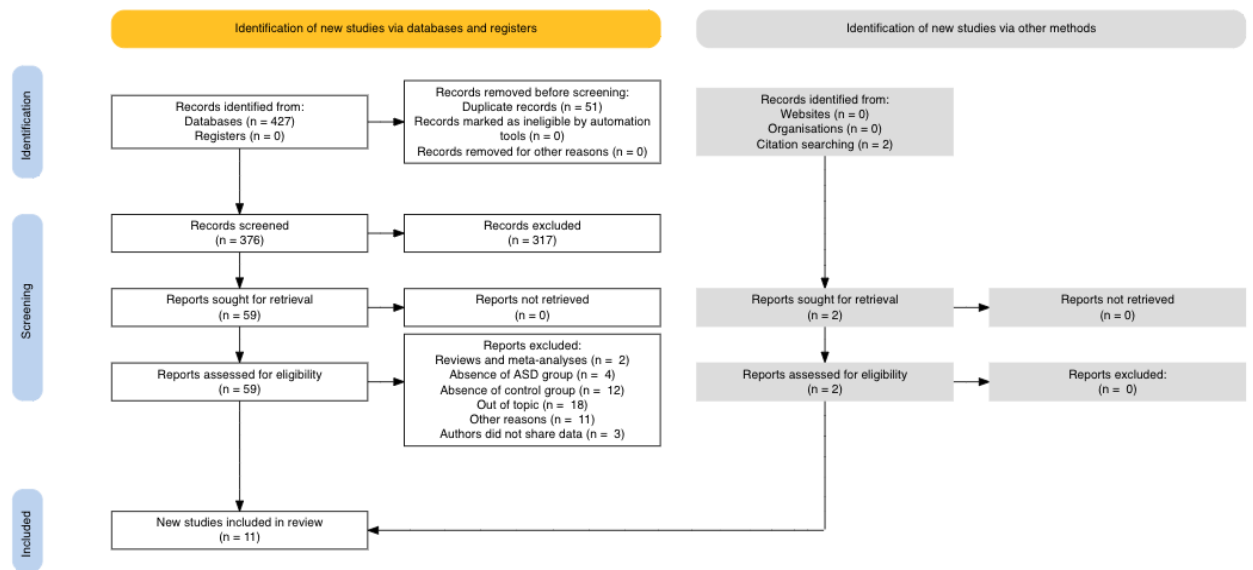 Identification of new studies via databases and registers
Identification of new studies via other methods
Identification
Records identified from:
Databases (n = 427)
Registers (n = 0)
Records removed before screening:
Duplicate records (n = 51)
Records marked as ineligible by automation
tools (n = 0)
Records removed for other reasons (n = 0)
Records identified from:
Websites (n = 0)
Organisations (n = 0)
Citation searching (n = 2)
Screening
Records screened
(n = 376)
Records excluded
(n = 317)
Reports sought for retrieval
(n = 59)
Reports not retrieved
(n = 0)
Reports sought for retrieval
(n = 2)
Reports not retrieved
(n = 0)
Reports assessed for eligibility
(n = 59)
Reports excluded:
Reviews and meta-analyses (n = 2)
Absence of ASD group (n = 4)
Absence of control group (n = 12)
Out of topic (n = 18)
Other reasons (n = 11)
Authors did not share data (n = 3)
Reports assessed for eligibility
(n = 2)
Reports excluded:
(n = 0)
Included
New studies included in review
(n = 11)